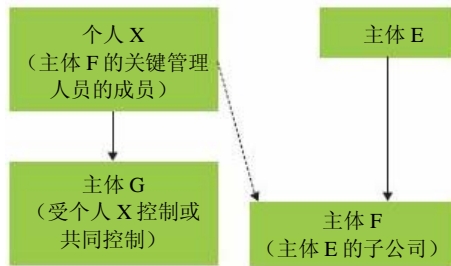 个人 X
（主体 F 的关键管理
人员的成员）
主体 E
主体 G
（受个人 X 控制或
共同控制）
主体 F
（主体 E 的子公司）